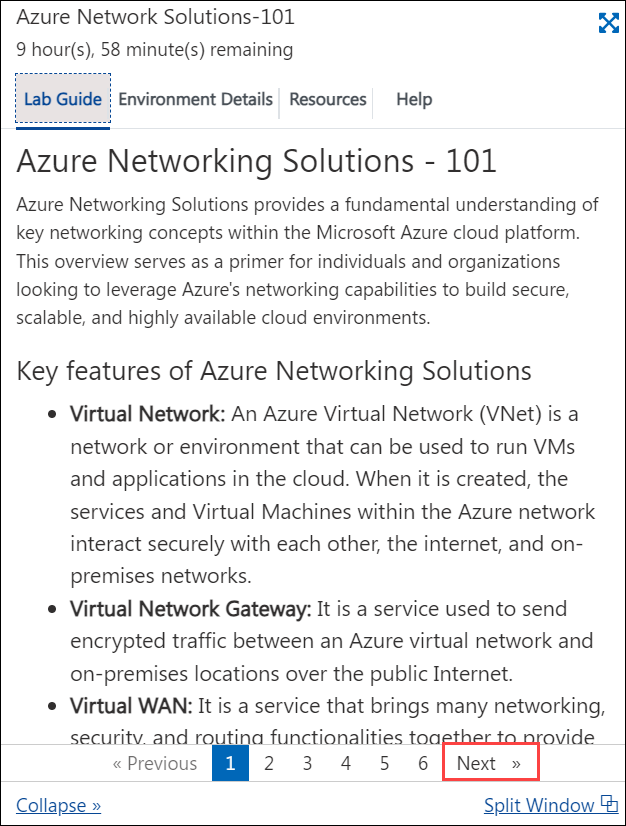 Azure Network Solutions-101
9 hour(s), 58 minute(s) remaining
Lab Guide Environment Details Resources Help
Azure Networking Solutions - 101
Azure Networking Solutions provides a fundamental understanding of
key networking concepts within the Microsoft Azure cloud platform.
This overview serves as a primer for individuals and organizations
looking to leverage Azure's networking capabilities to build secure,
scalable, and highly available cloud environments.
Key features of Azure Networking Solutions
• Virtual Network: An Azure Virtual Network (VNet) is a
network or environment that can be used to run VMs
and applications in the cloud. When it is created, the
services and Virtual Machines within the Azure network
interact securely with each other, the internet, and on-
premises networks.
• Virtual Network Gateway: It is a service used to send
encrypted traffic between an Azure virtual network and
on-premises locations over the public Internet.
• Virtual WAN: It is a service that brings many networking,
security, and routing functionalities together to provide
« Previous 1 2 3 4 5 6 Next »
Collapse » Split Window